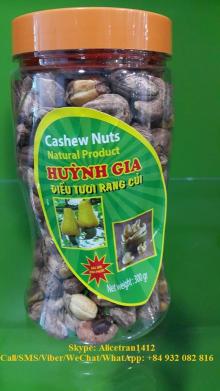 Cashew Nuts
Natural Product
HUỲNH GIA
ĐIỀU TƯƠI RANG CỦI
Net weight: 300 gr
Skype: Alicetran1412
Call/SMS/Viber/WeChat/WhatApp: +84 932 082 816